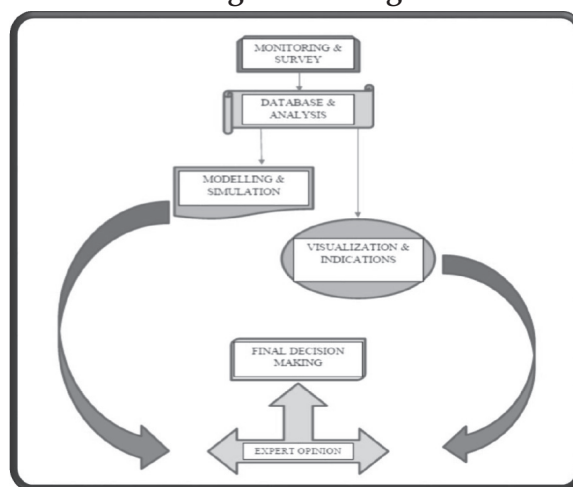 MONITORING &
SURVEY
DATABASE &
ANALYSIS
MODELLING &
SIMULATION
VISUALIZATION &
INDICATIONS
FINAL DECISION
MAKING
EXPERT OPINION